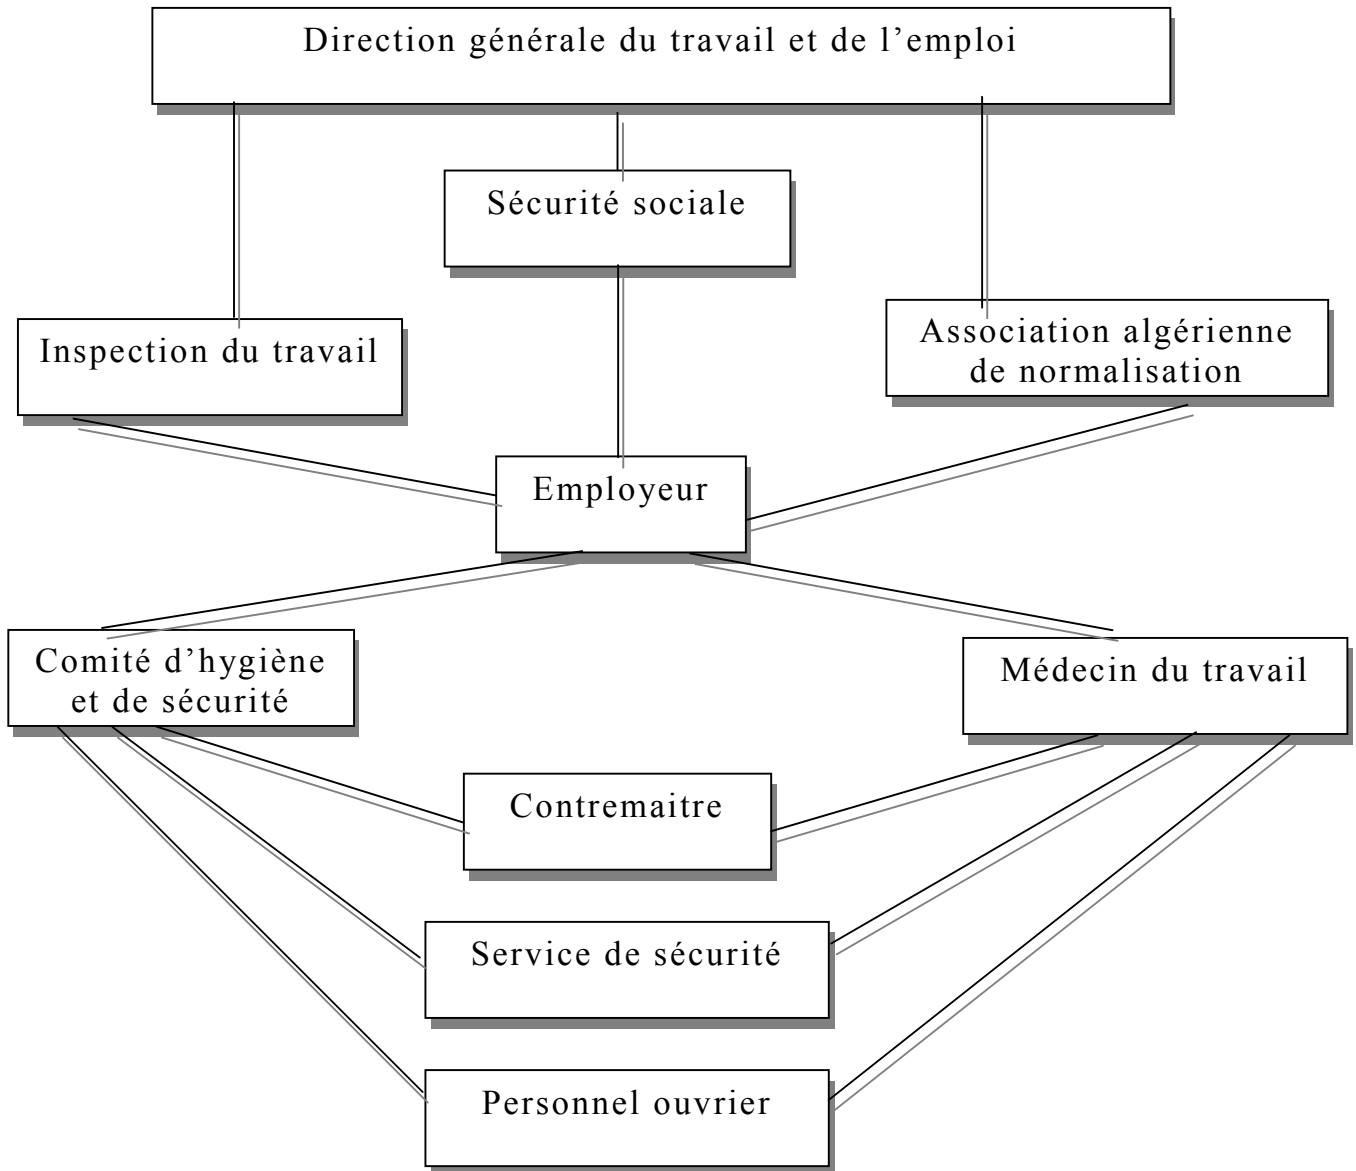 Direction générale du travail et de l’emploi
Sécurité sociale
Inspection du travail
Association algérienne
de normalisation
Employeur
Comité d’hygiène
et de sécurité
Médecin du travail
Contremaitre
Service de sécurité
Personnel ouvrier